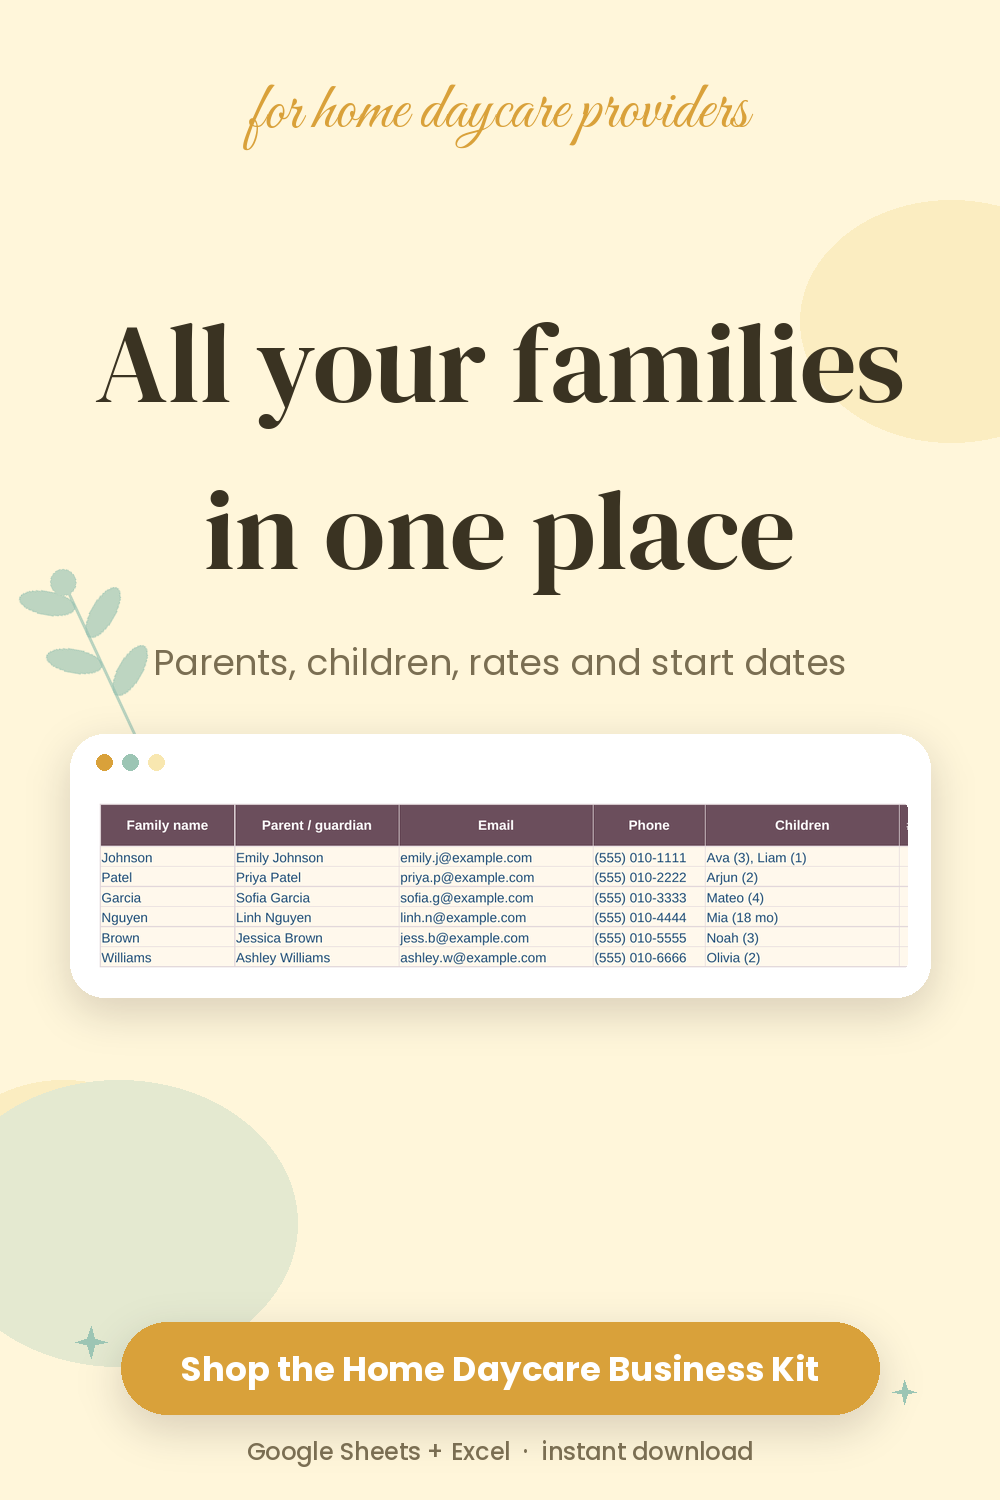 for home daycare providers
All your families
in one place
Parents, children, rates and start dates
Family name Parent / guardian Email Phone Children
Johnson Emily Johnson emily.j@example.com (555) 010-1111 Ava (3), Liam (1)
Patel Priya Patel priya.p@example.com (555) 010-2222 Arjun (2)
Garcia Sofia Garcia sofia.g@example.com (555) 010-3333 Mateo (4)
Nguyen Linh Nguyen linh.n@example.com (555) 010-4444 Mia (18 mo)
Brown Jessica Brown jess.b@example.com (555) 010-5555 Noah (3)
Williams Ashley Williams ashley.w@example.com (555) 010-6666 Olivia (2)
Shop the Home Daycare Business Kit
Google Sheets + Excel · instant download